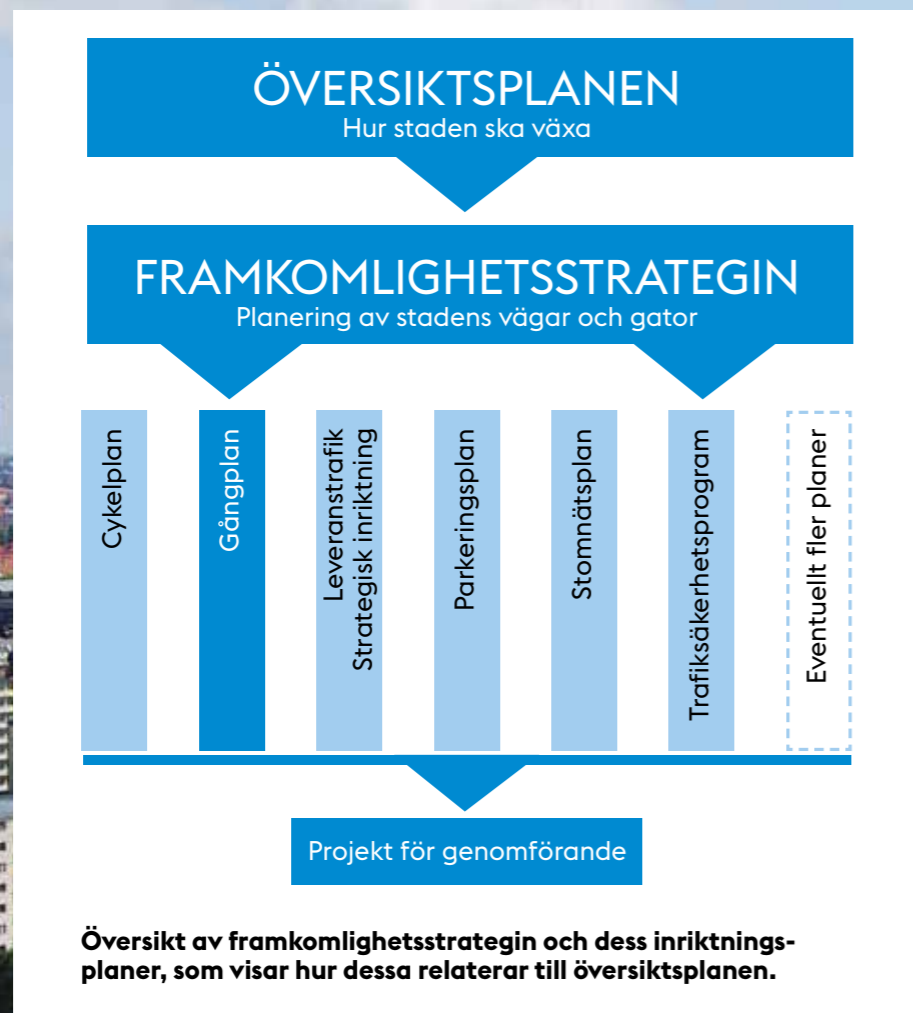 ÖVERSIKTSPLANEN
Hur staden ska växa
FRAMKOMLIGHETSSTRATEGIN
Planering av stadens vägar och gator
Cykelplan
Gångplan
Leveranstrafik
Strategisk inriktning
Parkeringsplan
Stomnätsplan
Trafiksäkerhetsprogram
Eventuellt fler planer
Projekt för genomförande
Översikt av framkomlighetsstrategin och dess inriktnings-
planer, som visar hur dessa relaterar till översiktsplanen.